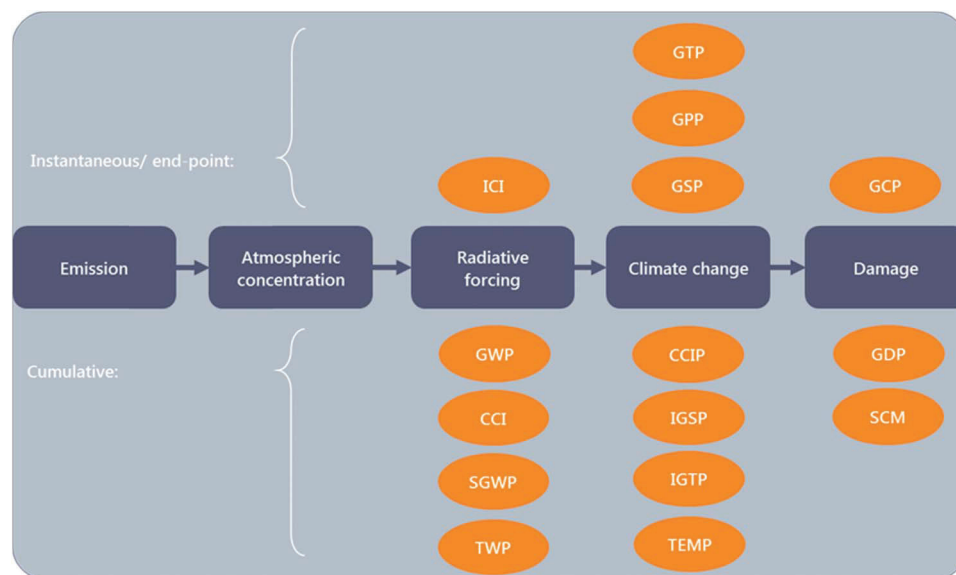 GTP
GPP
Instantaneous/ end-point:
ICI
GSP
GCP
Emission
Atmospheric
concentration
Radiative
forcing
Climate change
Damage
GWP
CCIP
GDP
Cumulative:
CCI
IGSP
SCM
SGWP
IGTP
TWP
TEMP